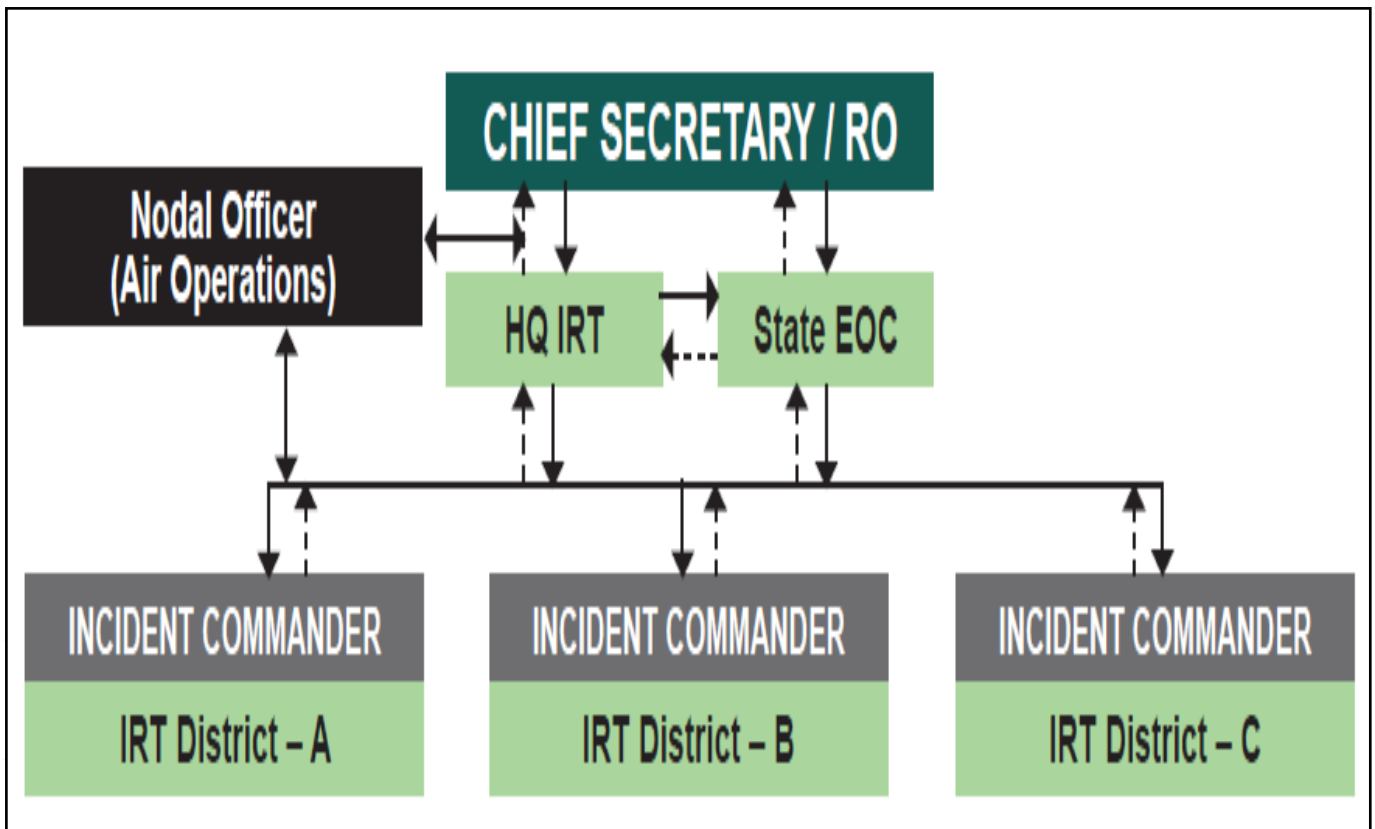 CHIEF SECRETARY / RO
Nodal Officer
(Air Operations)
HQ IRT
State EOC
INCIDENT COMMANDER
IRT District – A
INCIDENT COMMANDER
IRT District – B
INCIDENT COMMANDER
IRT District – C